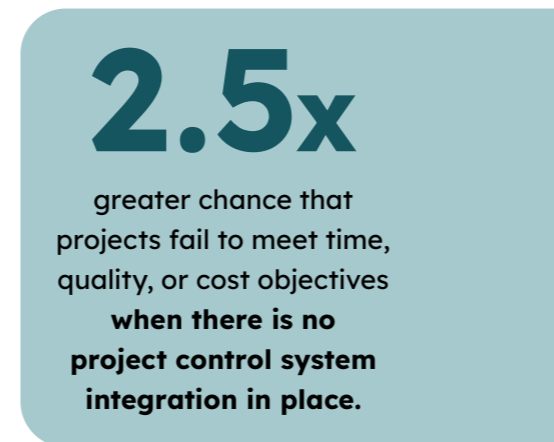 2.5x
greater chance that
projects fail to meet time,
quality, or cost objectives
when there is no
project control system
integration in place.